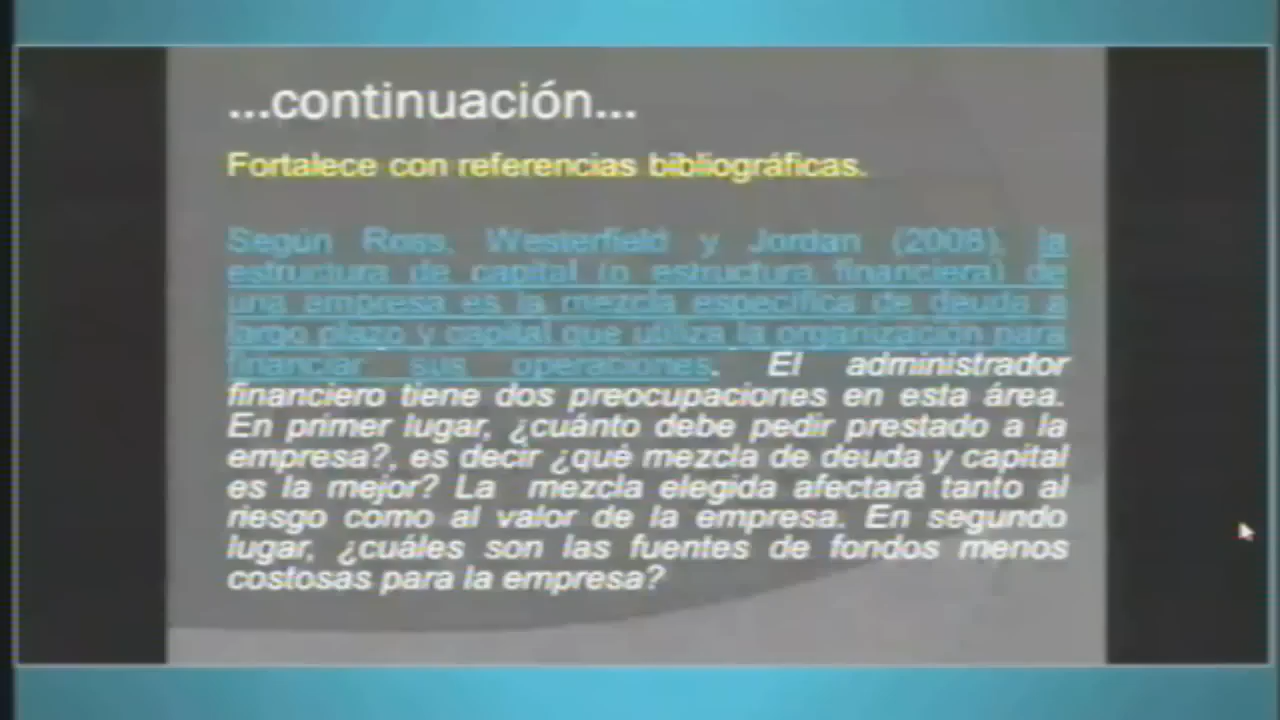 ...continuación...
Fortalece con referencias bibliográficas.
Según Ross, Westerfield y Jordan (2008), la
estructura de capital (o estructura financiera) de
una empresa es la mezcla específica de deuda a
largo plazo y capital que utiliza la organización para
financiar sus operaciones. El administrador
financiero tiene dos preocupaciones en esta área.
En primer lugar, ¿cuánto debe pedir prestado a la
empresa?, es decir ¿qué mezcla de deuda y capital
es la mejor? La mezcla elegida afectará tanto al
riesgo como al valor de la empresa. En segundo
lugar, ¿cuáles son las fuentes de fondos menos
costosas para la empresa?